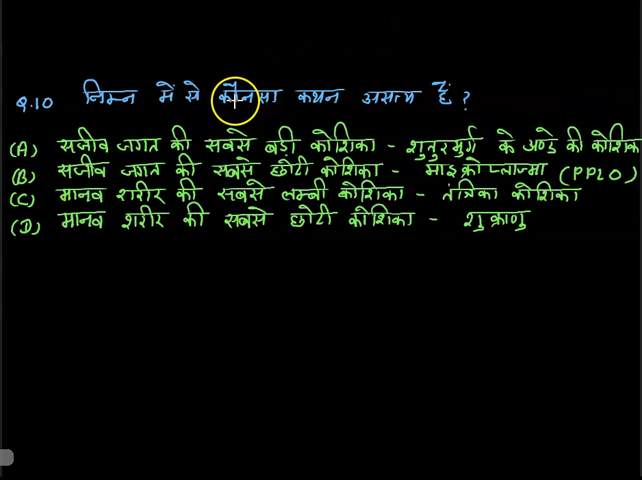 Q.10 निम्न में से कौनसा कथन असत्य है ?
(A) सजीव जगत की सबसे बड़ी कोशिका - शुतुरमुर्ग के अण्डे की कोशिका
(B) सजीव जगत की सबसे छोटी कोशिका - माइक्रोप्लाज्मा (PPLO)
(C) मानव शरीर की सबसे लम्बी कोशिका - तंत्रिका कोशिका
(D) मानव शरीर की सबसे छोटी कोशिका - शुक्राणु